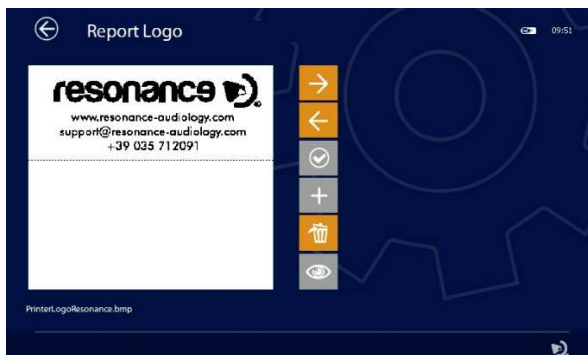 Report Logo
09:51
resonance
www.resonance-audiology.com
support@resonance-audiology.com
+39 035 712091
PrinterLogoResonance.bmp